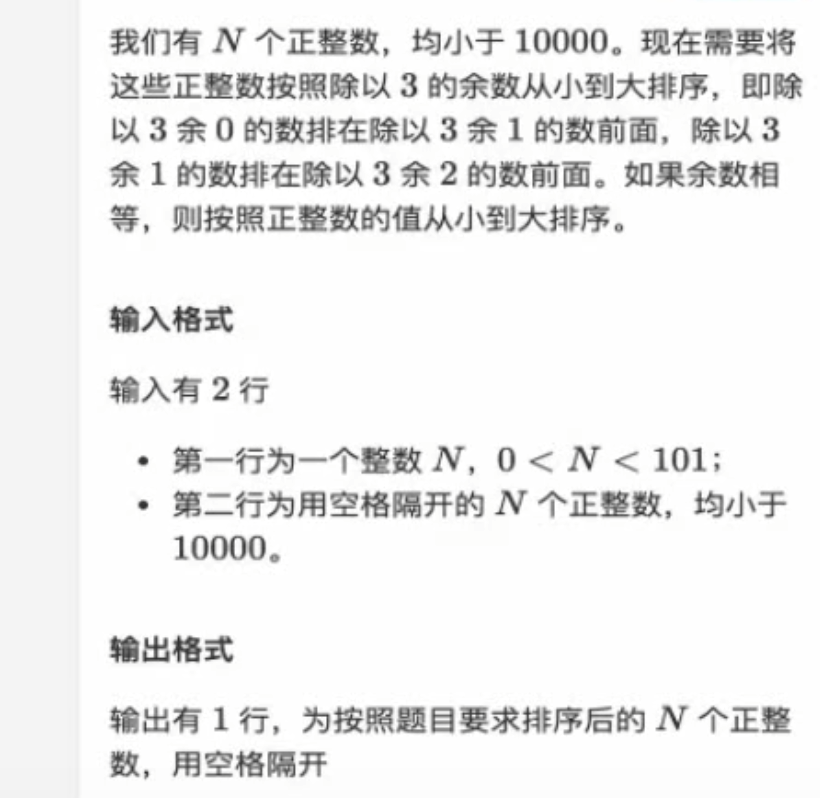 我们有 N 个正整数，均小于 10000。现在需要将
这些正整数按照除以 3 的余数从小到大排序，即除
以 3 余 0 的数排在除以 3 余 1 的数前面，除以 3
余 1 的数排在除以 3 余 2 的数前面。如果余数相
等，则按照正整数的值从小到大排序。
输入格式
输入有 2 行
• 第一行为一个整数 N，0 < N < 101；
• 第二行为用空格隔开的 N 个正整数，均小于
10000。
输出格式
输出有 1 行，为按照题目要求排序后的 N 个正整
数，用空格隔开